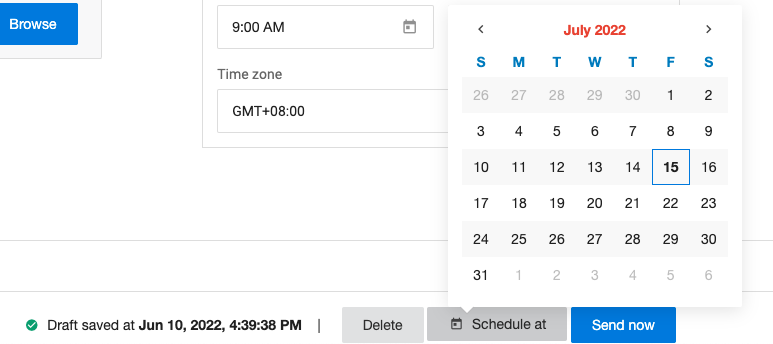 Browse
9:00 AM
Time zone
GMT+08:00
July 2022
S M T W T F S
26 27 28 29 30 1 2
3 4 5 6 7 8 9
10 11 12 13 14 15 16
17 18 19 20 21 22 23
24 25 26 27 28 29 30
31 1 2 3 4 5 6
Draft saved at Jun 10, 2022, 4:39:38 PM | Delete Schedule at Send now